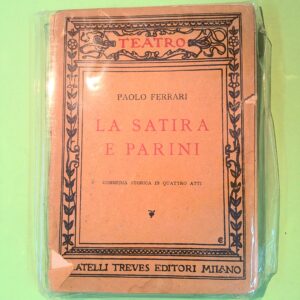 TEATRO
PAOLO FERRARI
LA SATIRA
E PARINI
COMMEDIA STORICA IN QUATTRO ATTI
ATELLI TREVES EDITORI MILANO